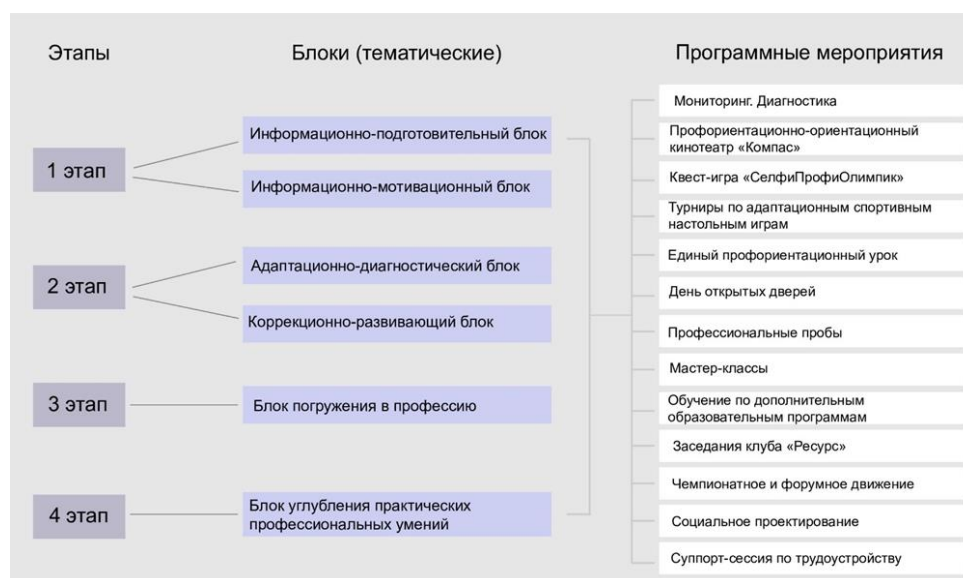 Этапы
Блоки (тематические)
Программные мероприятия
1 этап
Информационно-подготовительный блок
Информационно-мотивационный блок
2 этап
Адаптационно-диагностический блок
Коррекционно-развивающий блок
3 этап
Блок погружения в профессию
4 этап
Блок углубления практических
профессиональных умений
Мониторинг. Диагностика
Профориентационно-ориентационный
кинотеатр «Компас»
Квест-игра «СелфиПрофиОлимпик»
Турниры по адаптационным спортивным
настольным играм
Единый профориентационный урок
День открытых дверей
Профессиональные пробы
Мастер-классы
Обучение по дополнительным
образовательным программам
Заседания клуба «Ресурс»
Чемпионатное и форумное движение
Социальное проектирование
Суппорт-сессия по трудоустройству